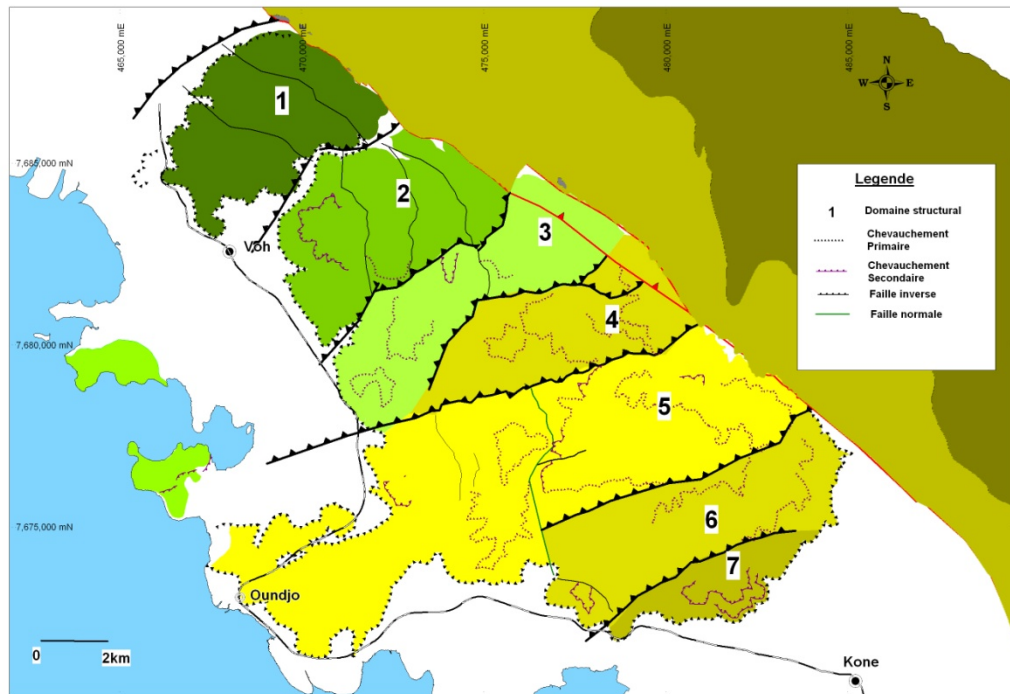 465,000 mE
470,000 mE
475,000 mE
480,000 mE
485,000 mE
N
W E
S
7,685,000 mN
7,680,000 mN
7,675,000 mN
1
2
3
4
5
6
7
Voh
Oundjo
Kone
0 2km
Legende
1 Domaine structural
Chevauchement
Primaire
Chevauchement
Secondaire
Faille inverse
Faille normale